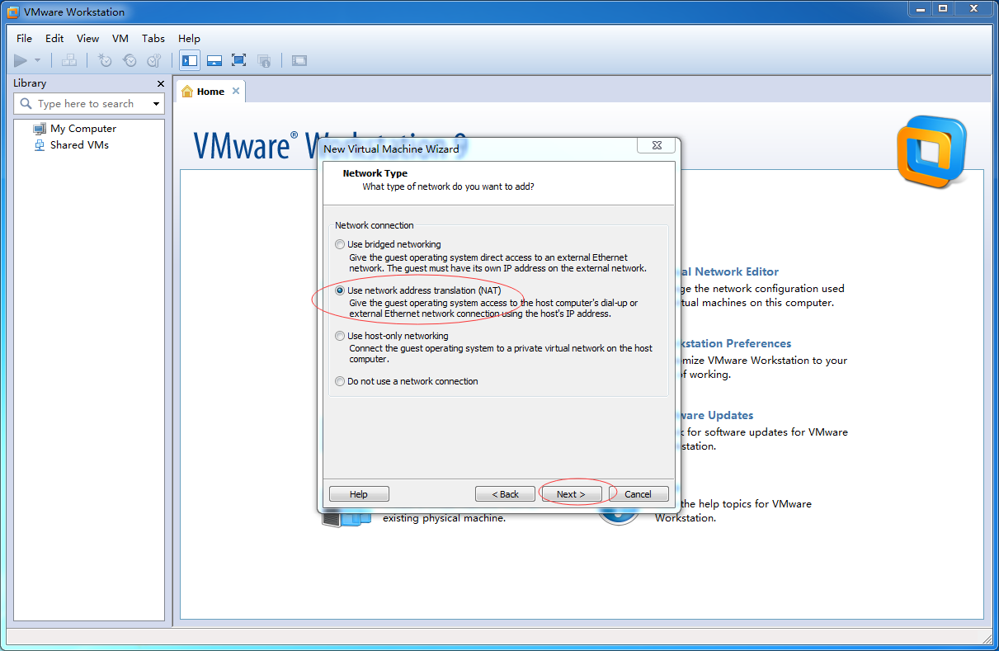 VMware Workstation
File Edit View VM Tabs Help
Library
Type here to search
My Computer
Shared VMs
Home
VMware® Workstation 9
New Virtual Machine Wizard
Network Type
What type of network do you want to add?
Network connection
Use bridged networking
Give the guest operating system direct access to an external Ethernet
network. The guest must have its own IP address on the external network.
Use network address translation (NAT)
Give the guest operating system access to the host computer's dial-up or
external Ethernet network connection using the host's IP address.
Use host-only networking
Connect the guest operating system to a private virtual network on the host
computer.
Do not use a network connection
Help
< Back
Next >
Cancel
al Network Editor
ge the network configuration used
tual machines on this computer.
kstation Preferences
mize VMware Workstation to your
of working.
ware Updates
k for software updates for VMware
station.
the help topics for VMware
Workstation.
existing physical machine.